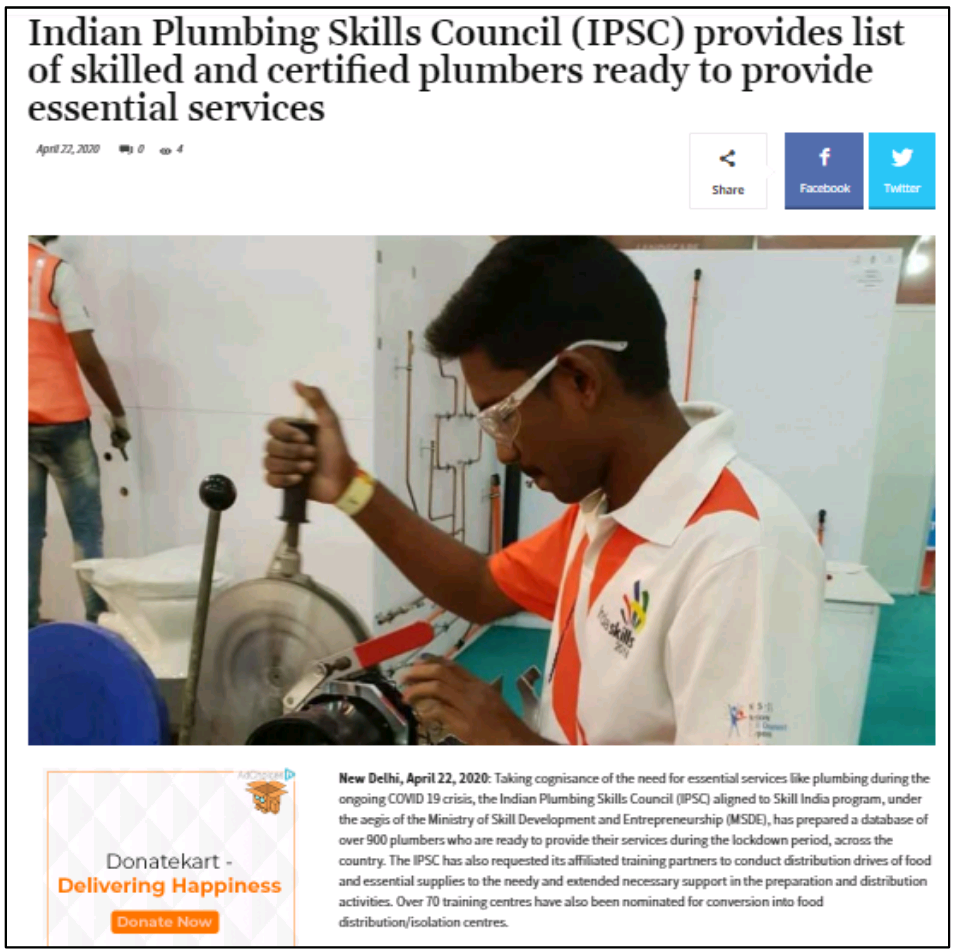 Indian Plumbing Skills Council (IPSC) provides list
of skilled and certified plumbers ready to provide
essential services
April 22, 2020 0 4
Share
Facebook
Twitter
LANDSCAPE
india
skills
2018
AdChoices
Donatekart -
Delivering Happiness
Donate Now
New Delhi, April 22, 2020: Taking cognisance of the need for essential services like plumbing during the
ongoing COVID 19 crisis, the Indian Plumbing Skills Council (IPSC) aligned to Skill India program, under
the aegis of the Ministry of Skill Development and Entrepreneurship (MSDE), has prepared a database of
over 900 plumbers who are ready to provide their services during the lockdown period, across the
country. The IPSC has also requested its affiliated training partners to conduct distribution drives of food
and essential supplies to the needy and extended necessary support in the preparation and distribution
activities. Over 70 training centres have also been nominated for conversion into food
distribution/isolation centres.